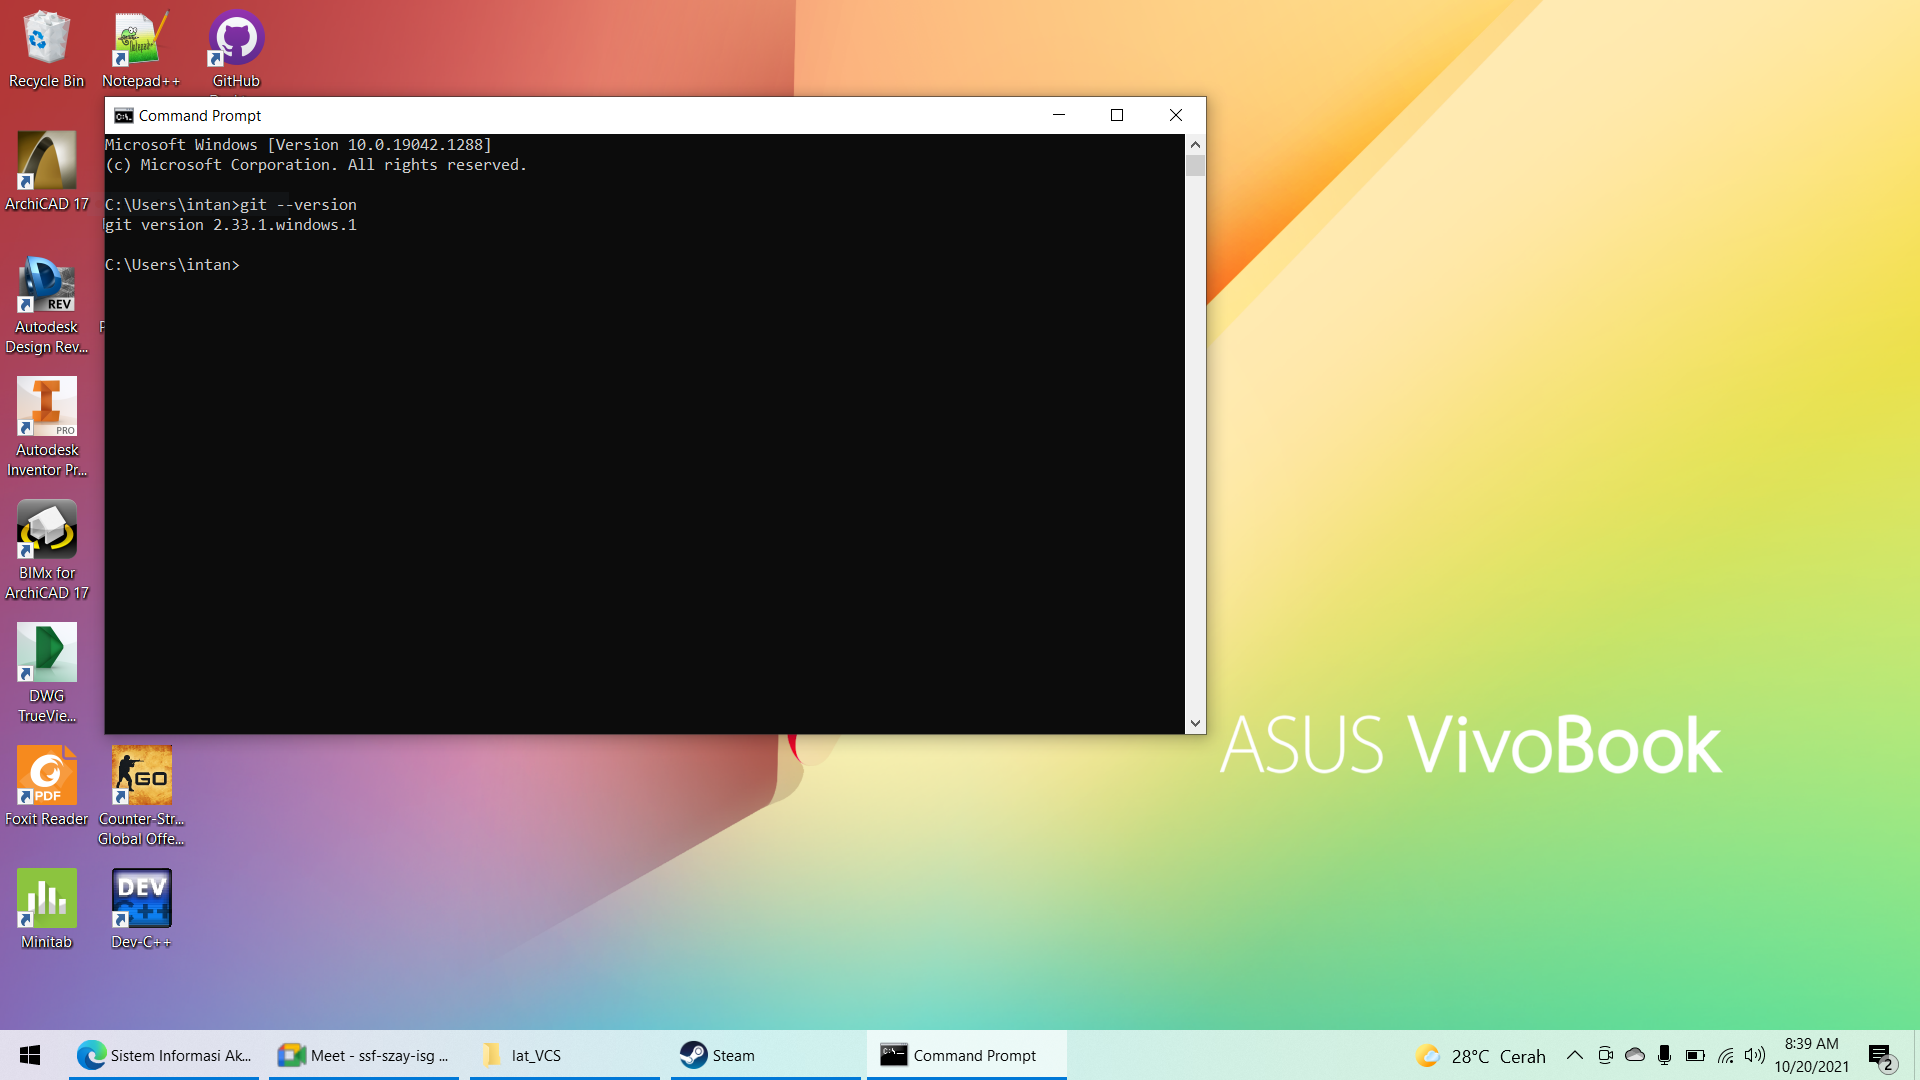 Recycle Bin
Notepad++
GitHub
Command Prompt
Microsoft Windows [Version 10.0.19042.1288]
(c) Microsoft Corporation. All rights reserved.
C:\Users\intan>git --version
git version 2.33.1.windows.1
C:\Users\intan>
ArchiCAD 17
REV
Autodesk
Design Rev...
PRO
Autodesk
Inventor Pr...
BIMx for
ArchiCAD 17
DWG
TrueVie...
PDF
Foxit Reader
GO
Counter-Str...
Global Offe...
Minitab
DEV
C++
Dev-C++
ASUS VivoBook
Sistem Informasi Ak...
Meet - ssf-szay-isg ...
lat_VCS
Steam
Command Prompt
28°C Cerah
8:39 AM
10/20/2021
2